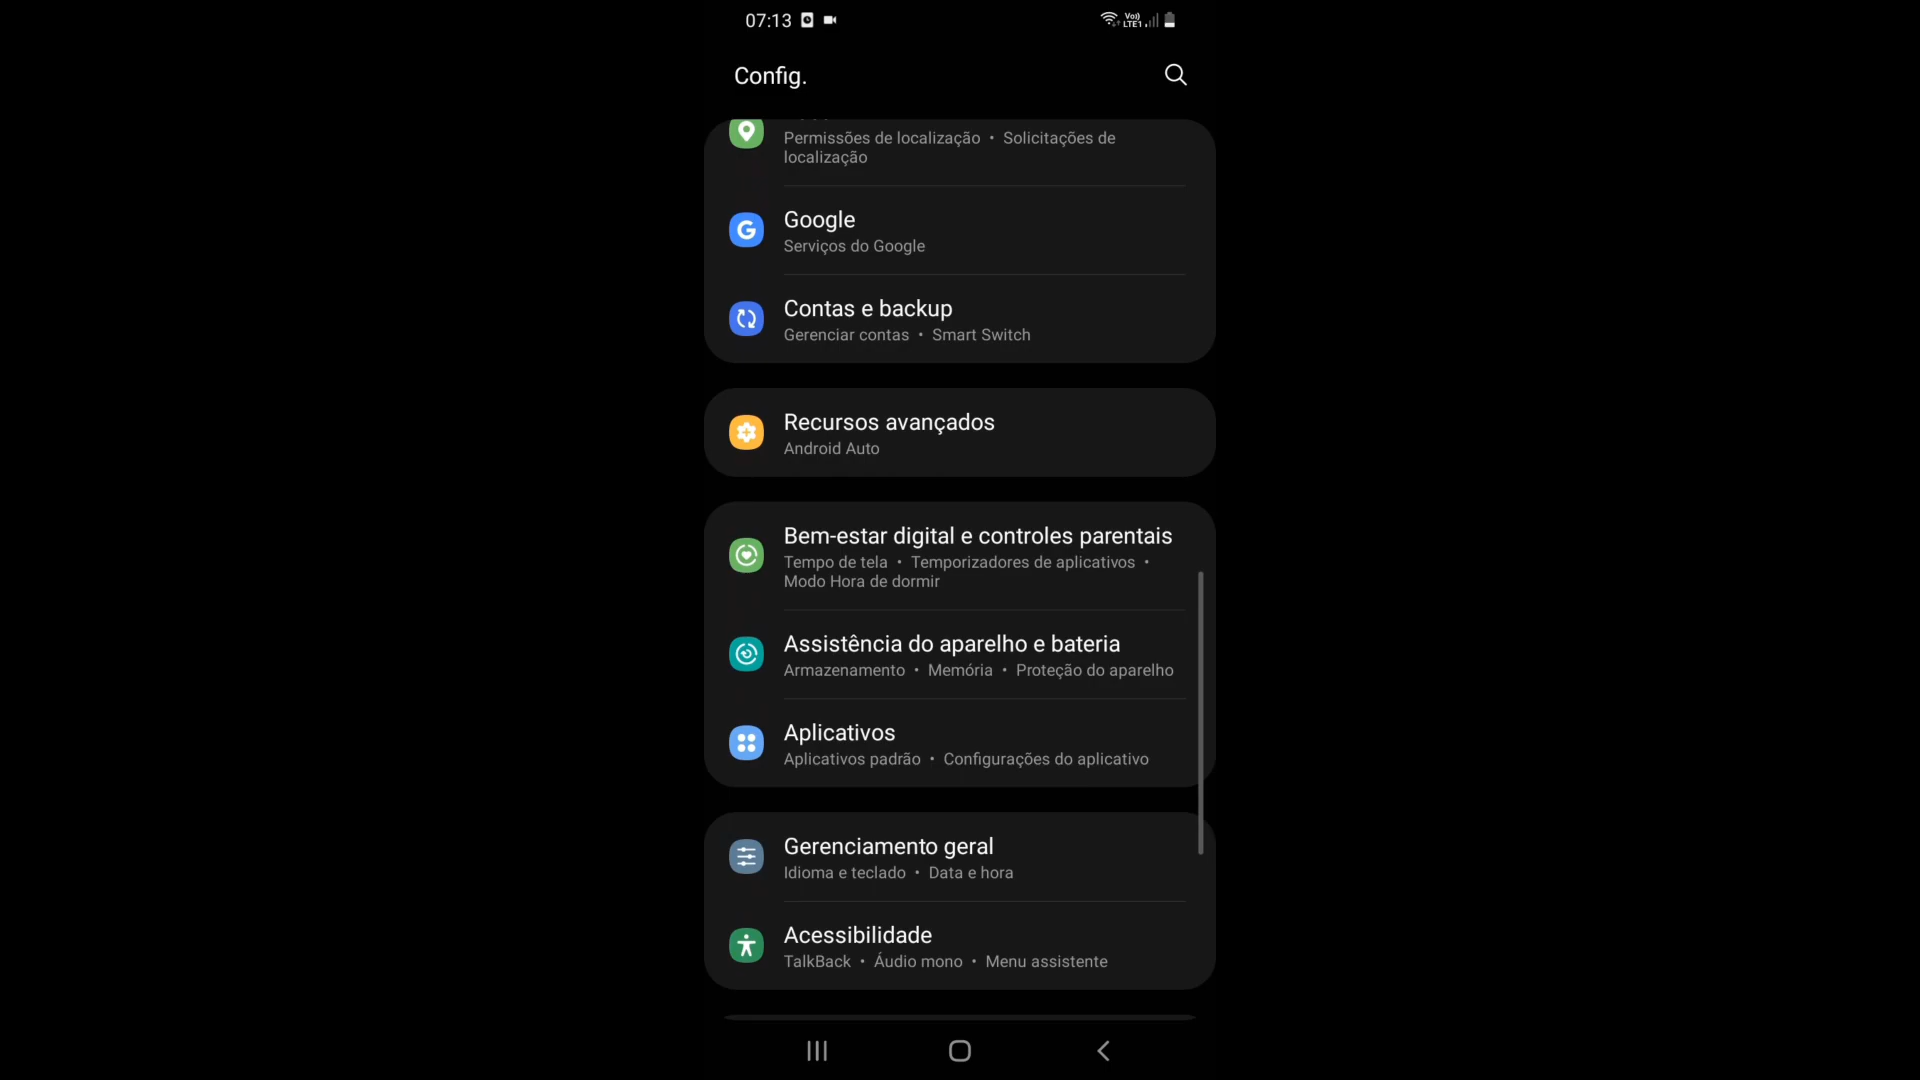 07:13
Vo)
LTE1
Config.
Permissões de localização • Solicitações de
localização
Google
Serviços do Google
Contas e backup
Gerenciar contas • Smart Switch
Recursos avançados
Android Auto
Bem-estar digital e controles parentais
Tempo de tela • Temporizadores de aplicativos •
Modo Hora de dormir
Assistência do aparelho e bateria
Armazenamento • Memória • Proteção do aparelho
Aplicativos
Aplicativos padrão • Configurações do aplicativo
Gerenciamento geral
Idioma e teclado • Data e hora
Acessibilidade
TalkBack • Áudio mono • Menu assistente